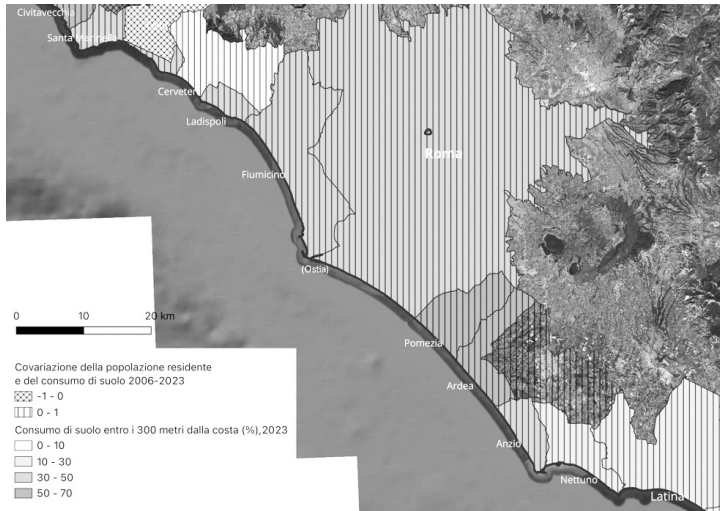 Civitavecchia
Santa Marinella
Cerveteri
Ladispoli
Fiumicino
Roma
(Ostia)
Pomezia
Ardea
Anzio
Nettuno
Latina
0 10 20 km
Covariazione della popolazione residente
e del consumo di suolo 2006-2023
-1 - 0
0 - 1
Consumo di suolo entro i 300 metri dalla costa (%),2023
0 - 10
10 - 30
30 - 50
50 - 70